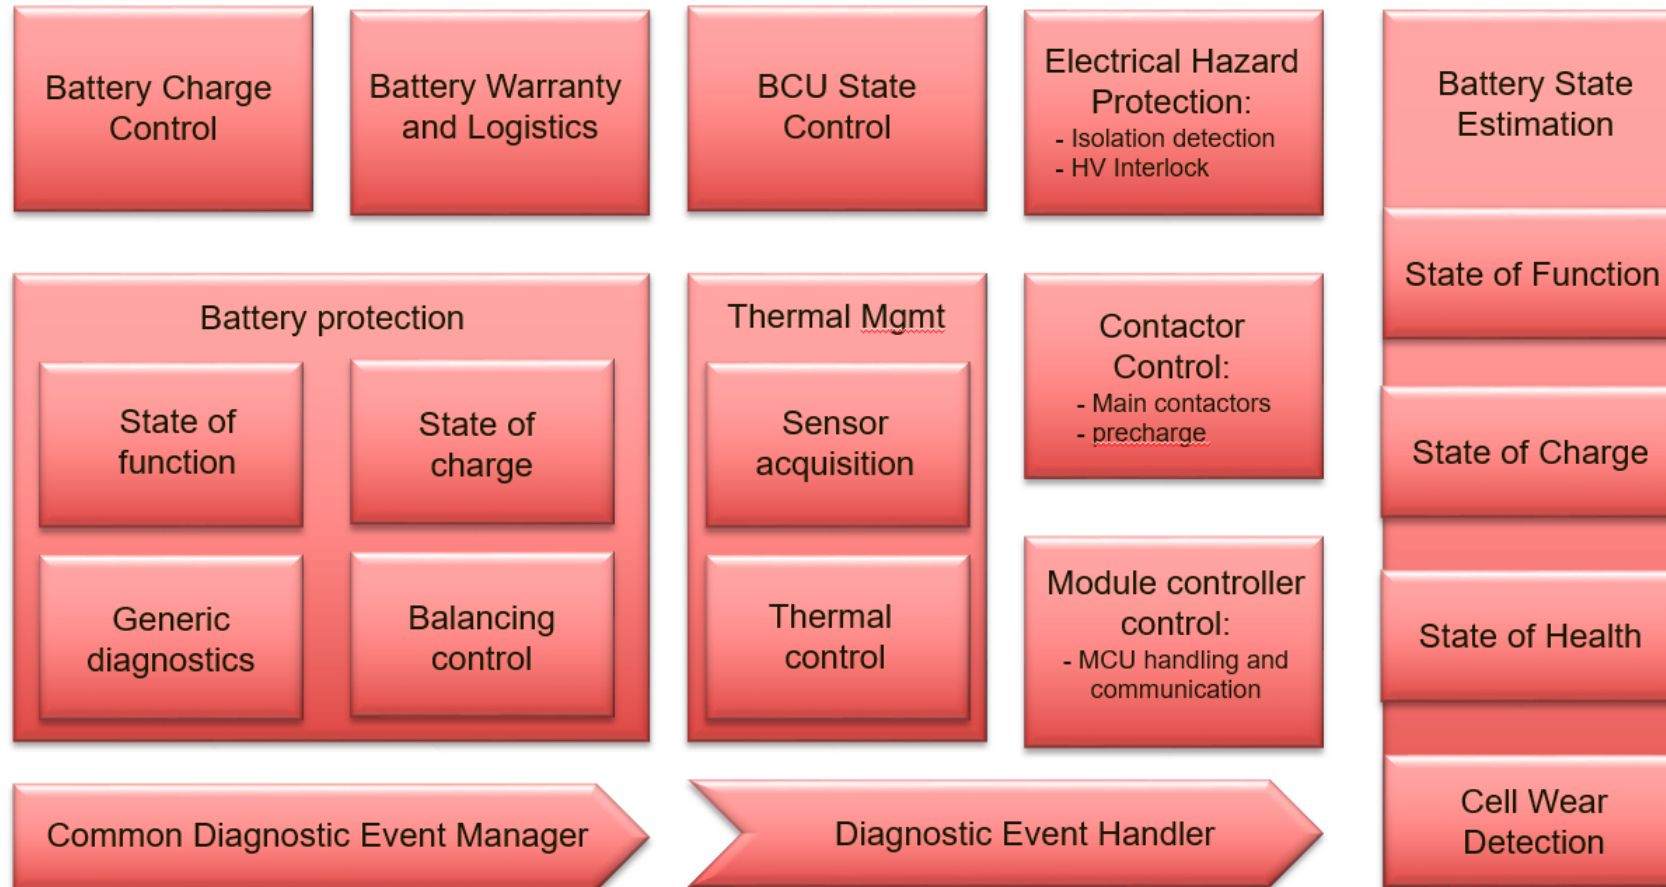 Battery Charge
Control
Battery Warranty
and Logistics
BCU State
Control
Electrical Hazard
Protection:
- Isolation detection
- HV Interlock
Battery State
Estimation
State of Function
State of Charge
State of Health
Cell Wear
Detection
Battery protection
State of
function
State of
charge
Generic
diagnostics
Balancing
control
Thermal Mgmt
Sensor
acquisition
Thermal
control
Contactor
Control:
- Main contactors
- precharge
Module controller
control:
- MCU handling and
communication
Common Diagnostic Event Manager
Diagnostic Event Handler